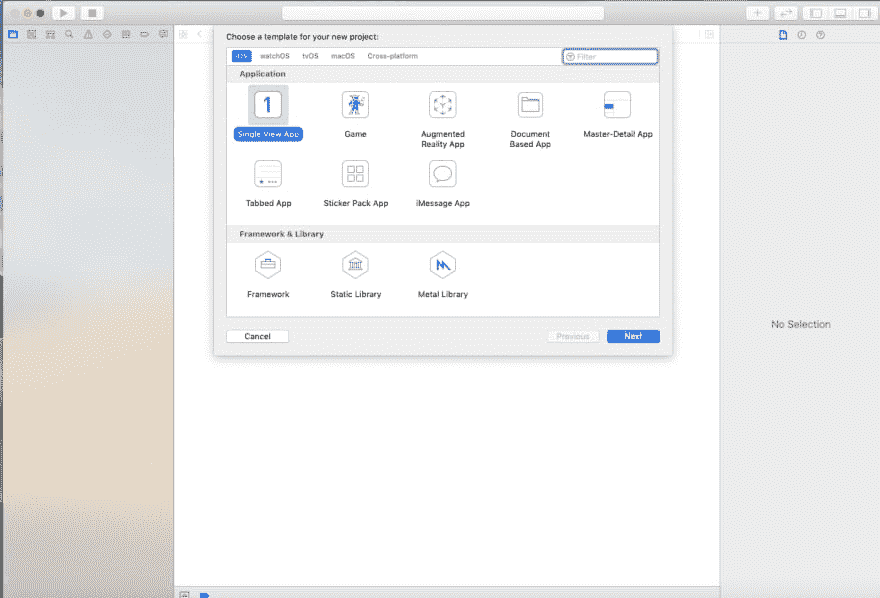 Choose a template for your new project:
iOS watchOS tvOS macOS Cross-platform Filter
Application
1
Single View App Game Augmented Reality App Document Based App Master-Detail App
Tabbed App Sticker Pack App iMessage App
Framework & Library
Framework Static Library Metal Library
Cancel Previous Next
No Selection